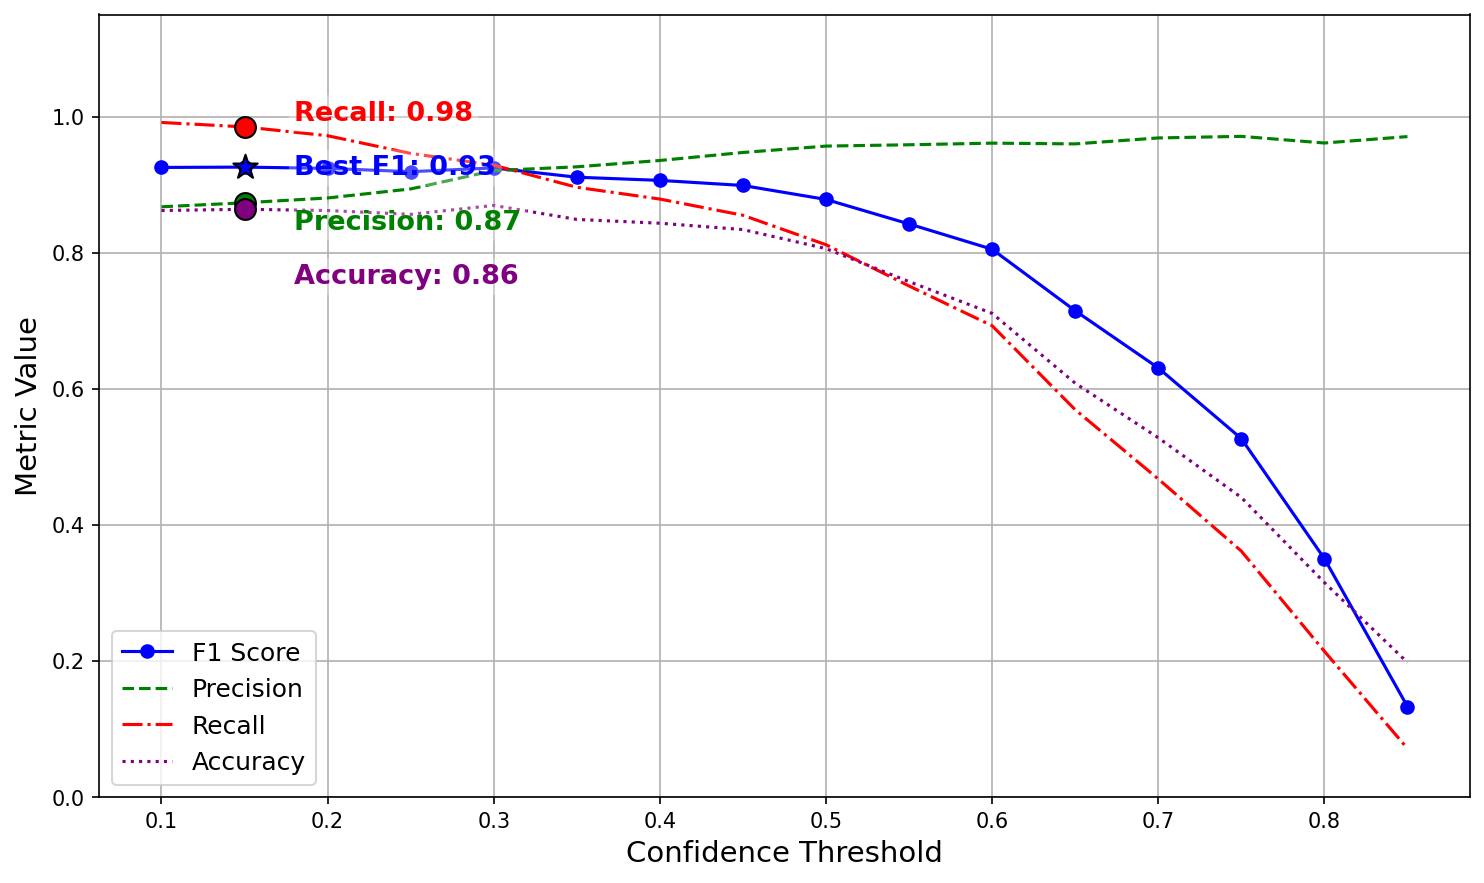 Recall: 0.98
Best F1: 0.93
Precision: 0.87
Accuracy: 0.86
Metric Value
1.0
0.8
0.6
0.4
0.2
0.0
F1 Score
Precision
Recall
Accuracy
0.1 0.2 0.3 0.4 0.5 0.6 0.7 0.8
Confidence Threshold